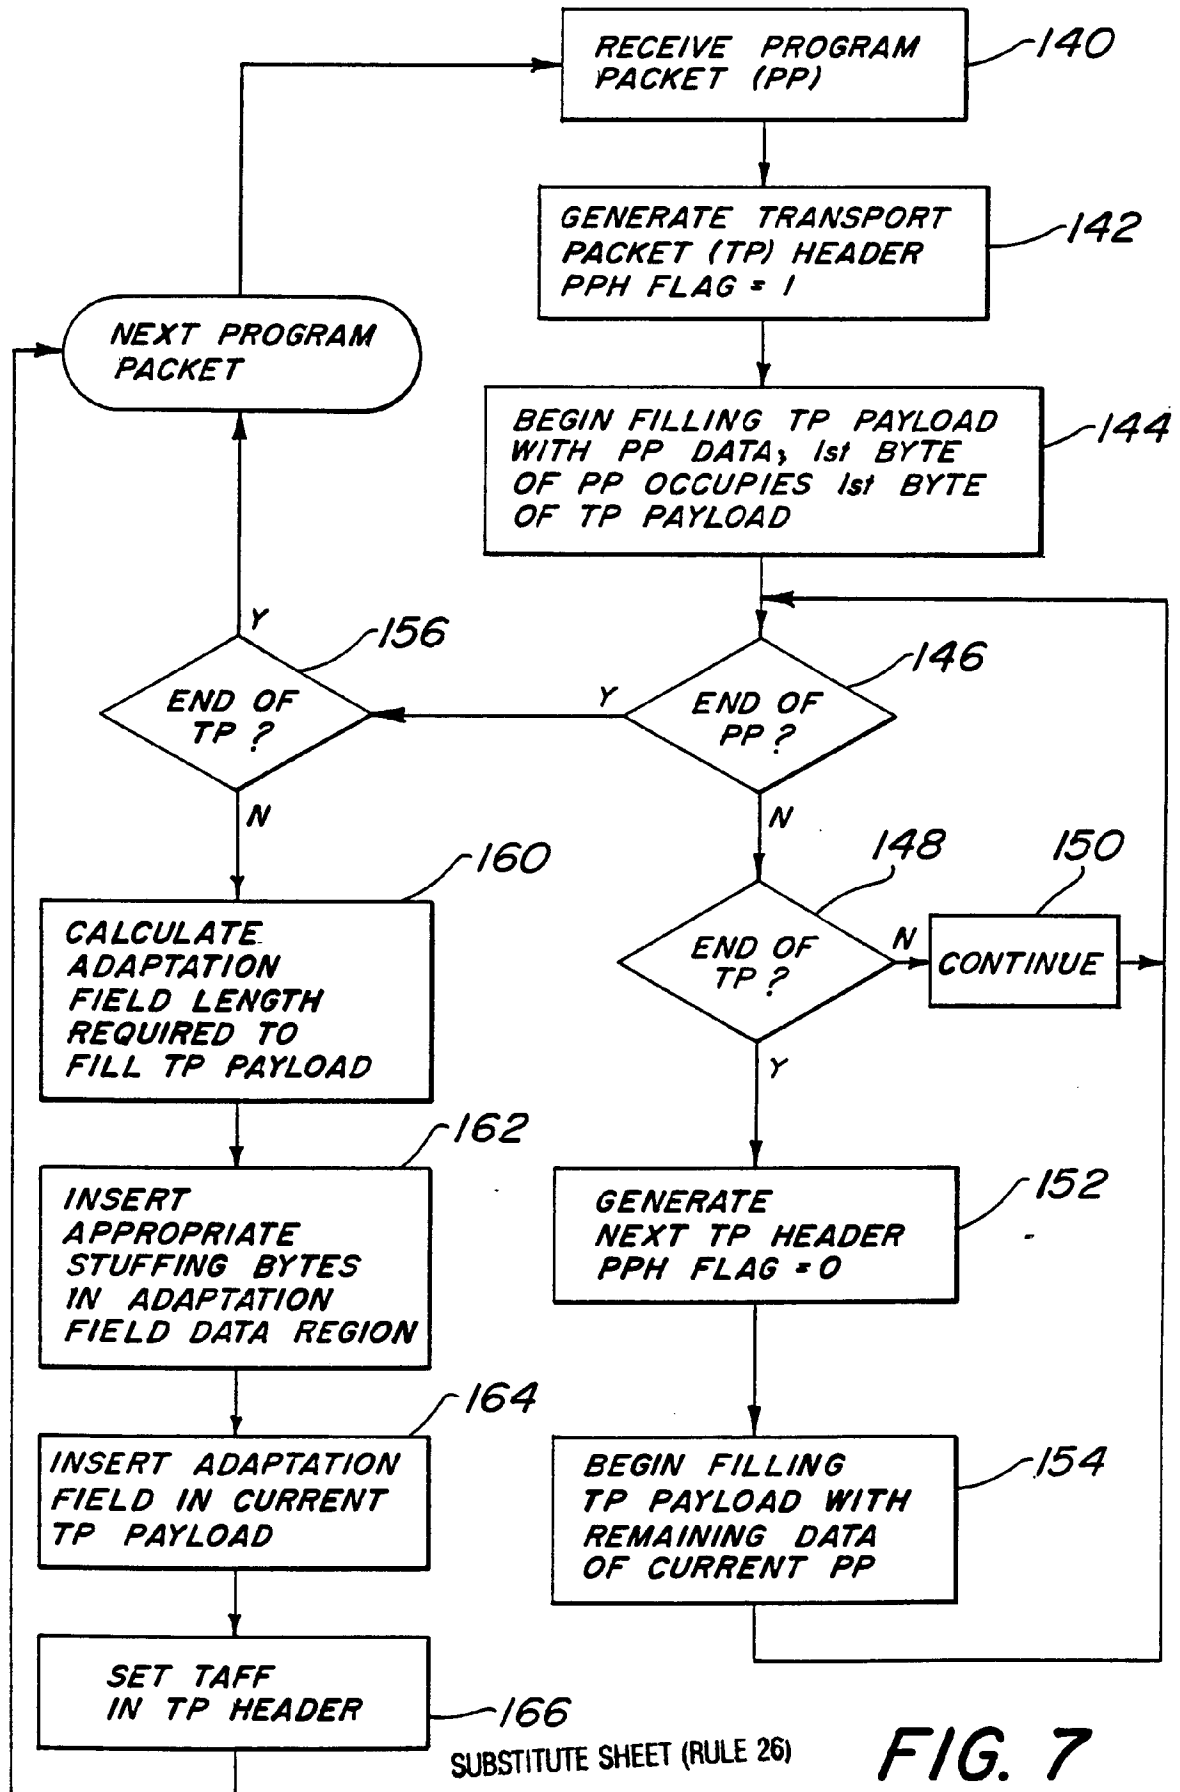 RECEIVE PROGRAM
PACKET (PP)
140
GENERATE TRANSPORT
PACKET (TP) HEADER
PPH FLAG = 1
142
NEXT PROGRAM
PACKET
BEGIN FILLING TP PAYLOAD
WITH PP DATA; 1st BYTE
OF PP OCCUPIES 1st BYTE
OF TP PAYLOAD
144
Y
156
END OF
TP?
Y
146
END OF
PP?
N
N
148
END OF
TP?
N
150
CONTINUE
Y
160
CALCULATE
ADAPTATION
FIELD LENGTH
REQUIRED TO
FILL TP PAYLOAD
162
INSERT
APPROPRIATE
STUFFING BYTES
IN ADAPTATION
FIELD DATA REGION
GENERATE
NEXT TP HEADER
PPH FLAG = 0
152
164
INSERT ADAPTATION
FIELD IN CURRENT
TP PAYLOAD
BEGIN FILLING
TP PAYLOAD WITH
REMAINING DATA
OF CURRENT PP
154
SET TAFF
IN TP HEADER
166
SUBSTITUTE SHEET (RULE 26)
FIG. 7